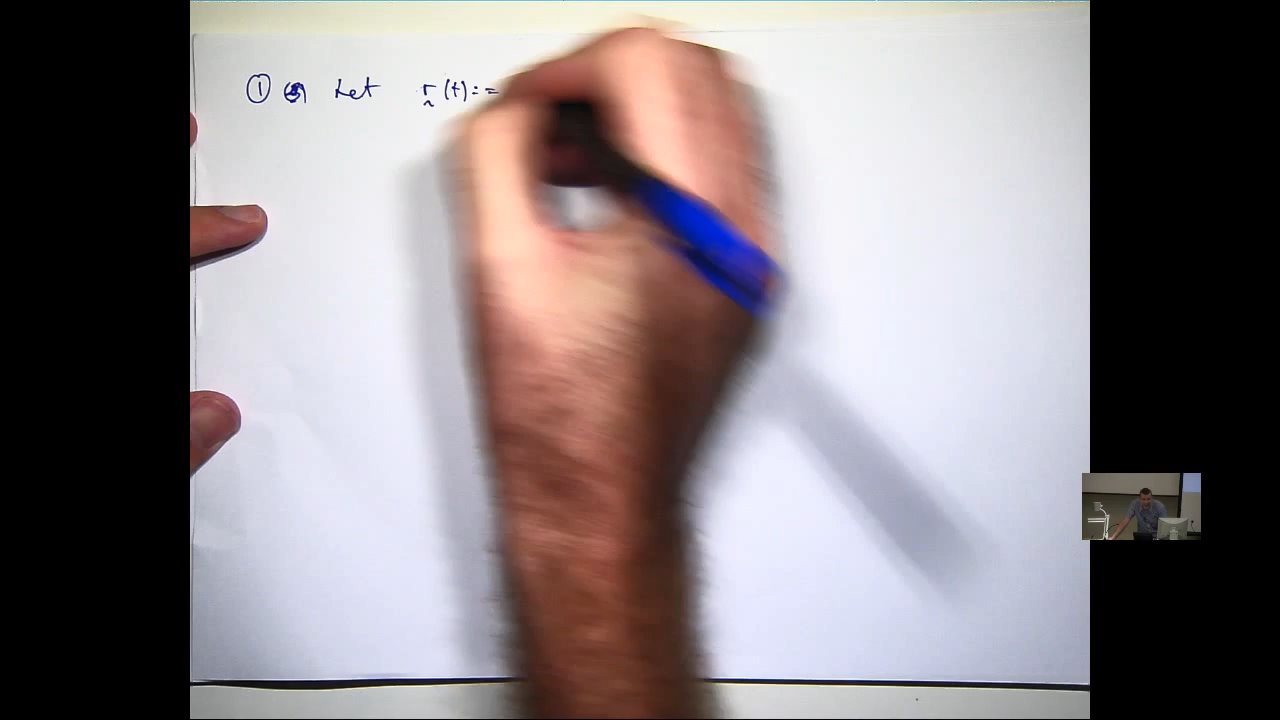 ① Let r(t):=